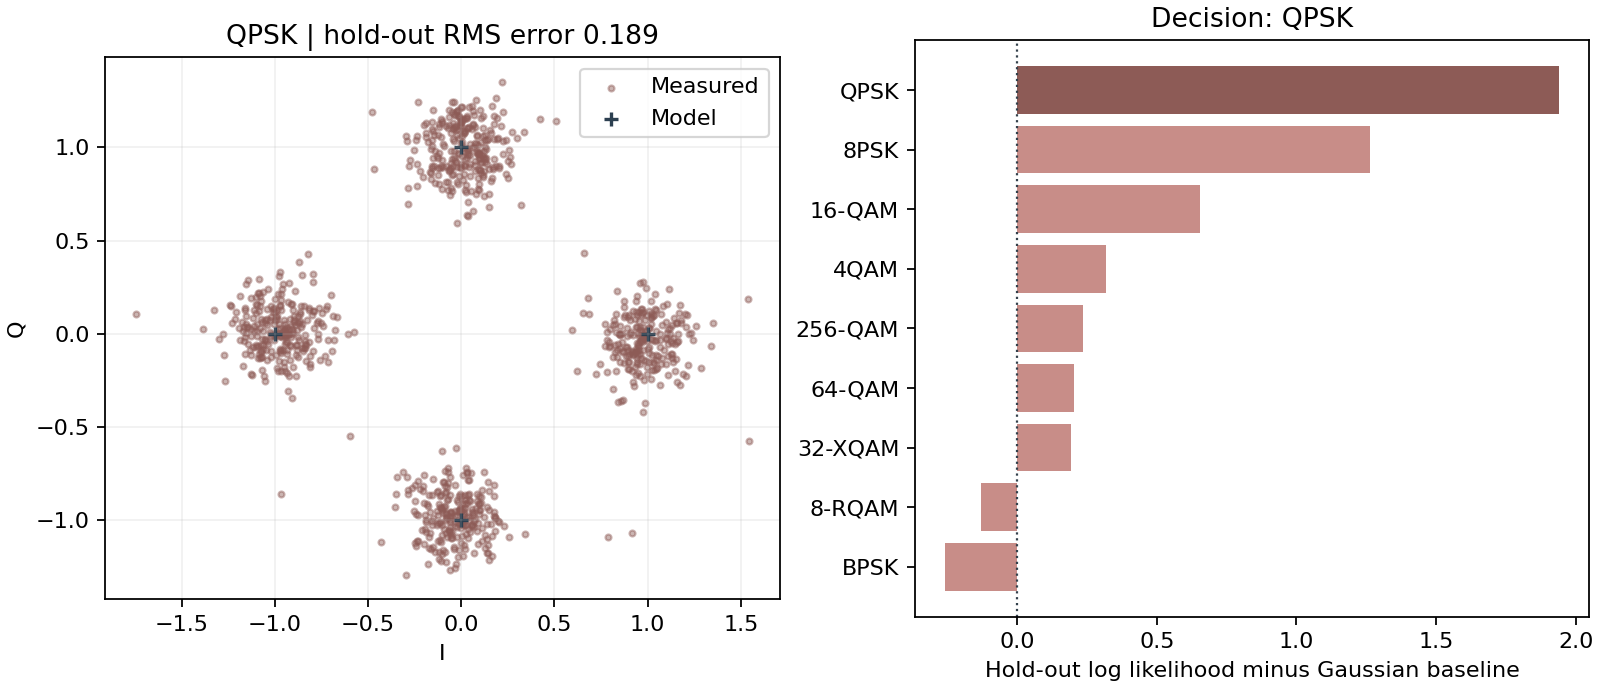 QPSK | hold-out RMS error 0.189
Measured
Model
1.0
0.5
0.0
−0.5
−1.0
Q
−1.5
−1.0
−0.5
0.0
0.5
1.0
1.5
I
Decision: QPSK
QPSK
8PSK
16-QAM
4QAM
256-QAM
64-QAM
32-XQAM
8-RQAM
BPSK
0.0
0.5
1.0
1.5
2.0
Hold-out log likelihood minus Gaussian baseline